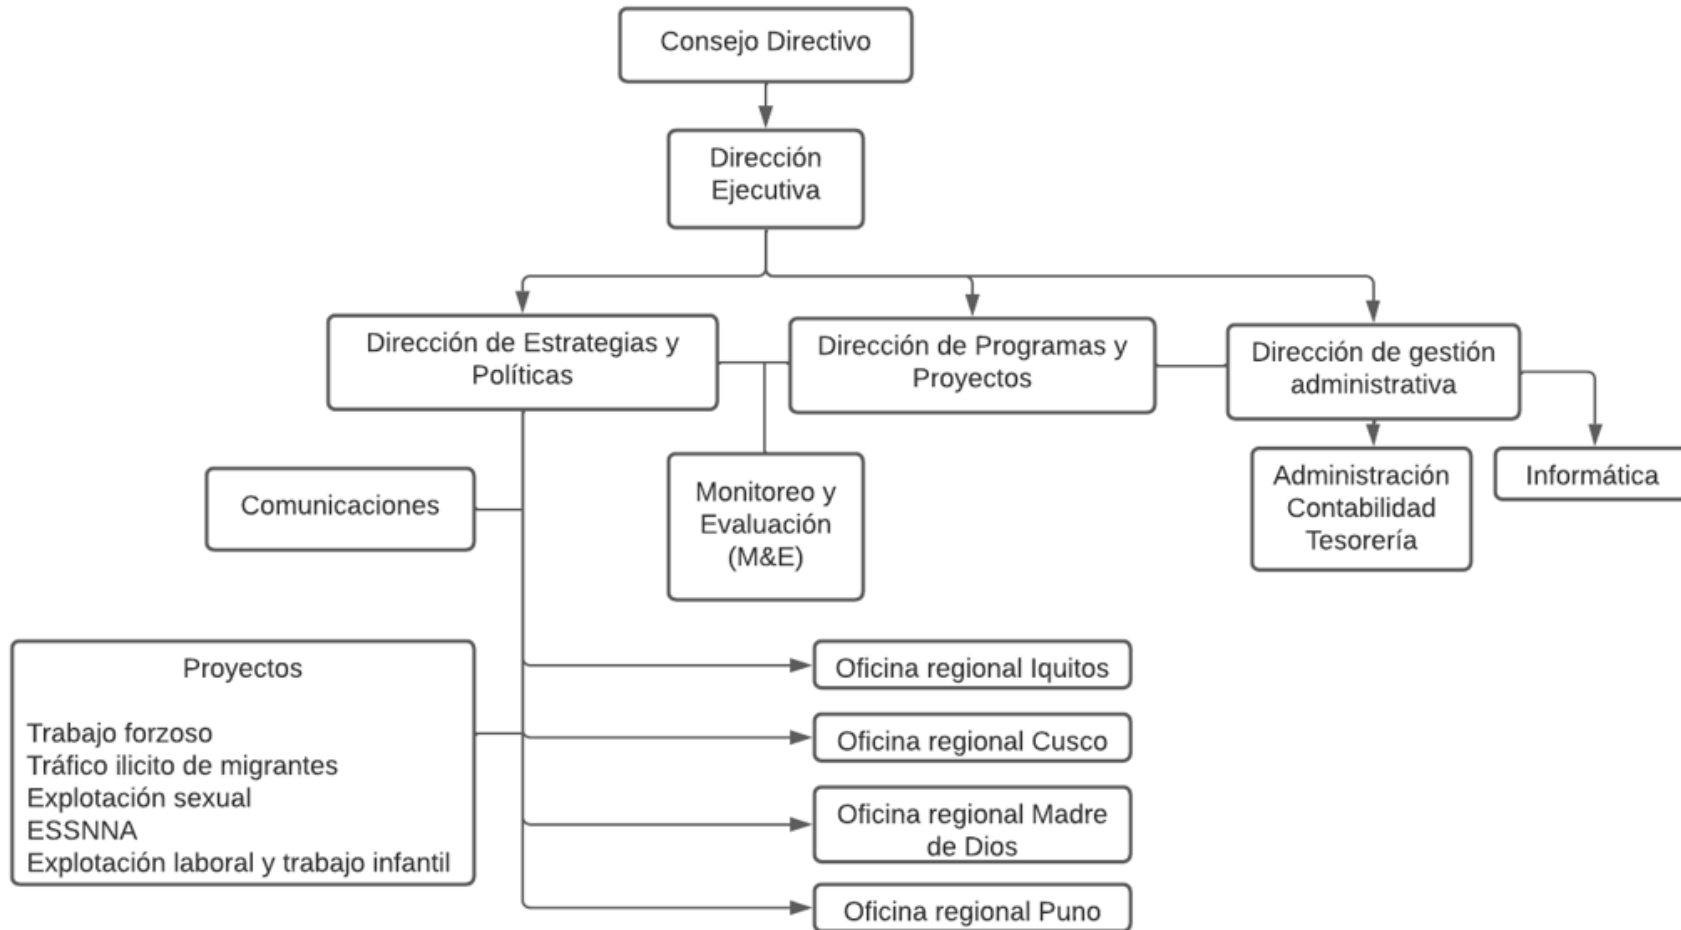 Consejo Directivo
Dirección
Ejecutiva
Dirección de Estrategias y
Políticas
Dirección de Programas y
Proyectos
Dirección de gestión
administrativa
Comunicaciones
Monitoreo y
Evaluación
(M&E)
Administración
Contabilidad
Tesorería
Informática
Proyectos
Trabajo forzoso
Tráfico ilicito de migrantes
Explotación sexual
ESSNNA
Explotación laboral y trabajo infantil
Oficina regional Iquitos
Oficina regional Cusco
Oficina regional Madre
de Dios
Oficina regional Puno